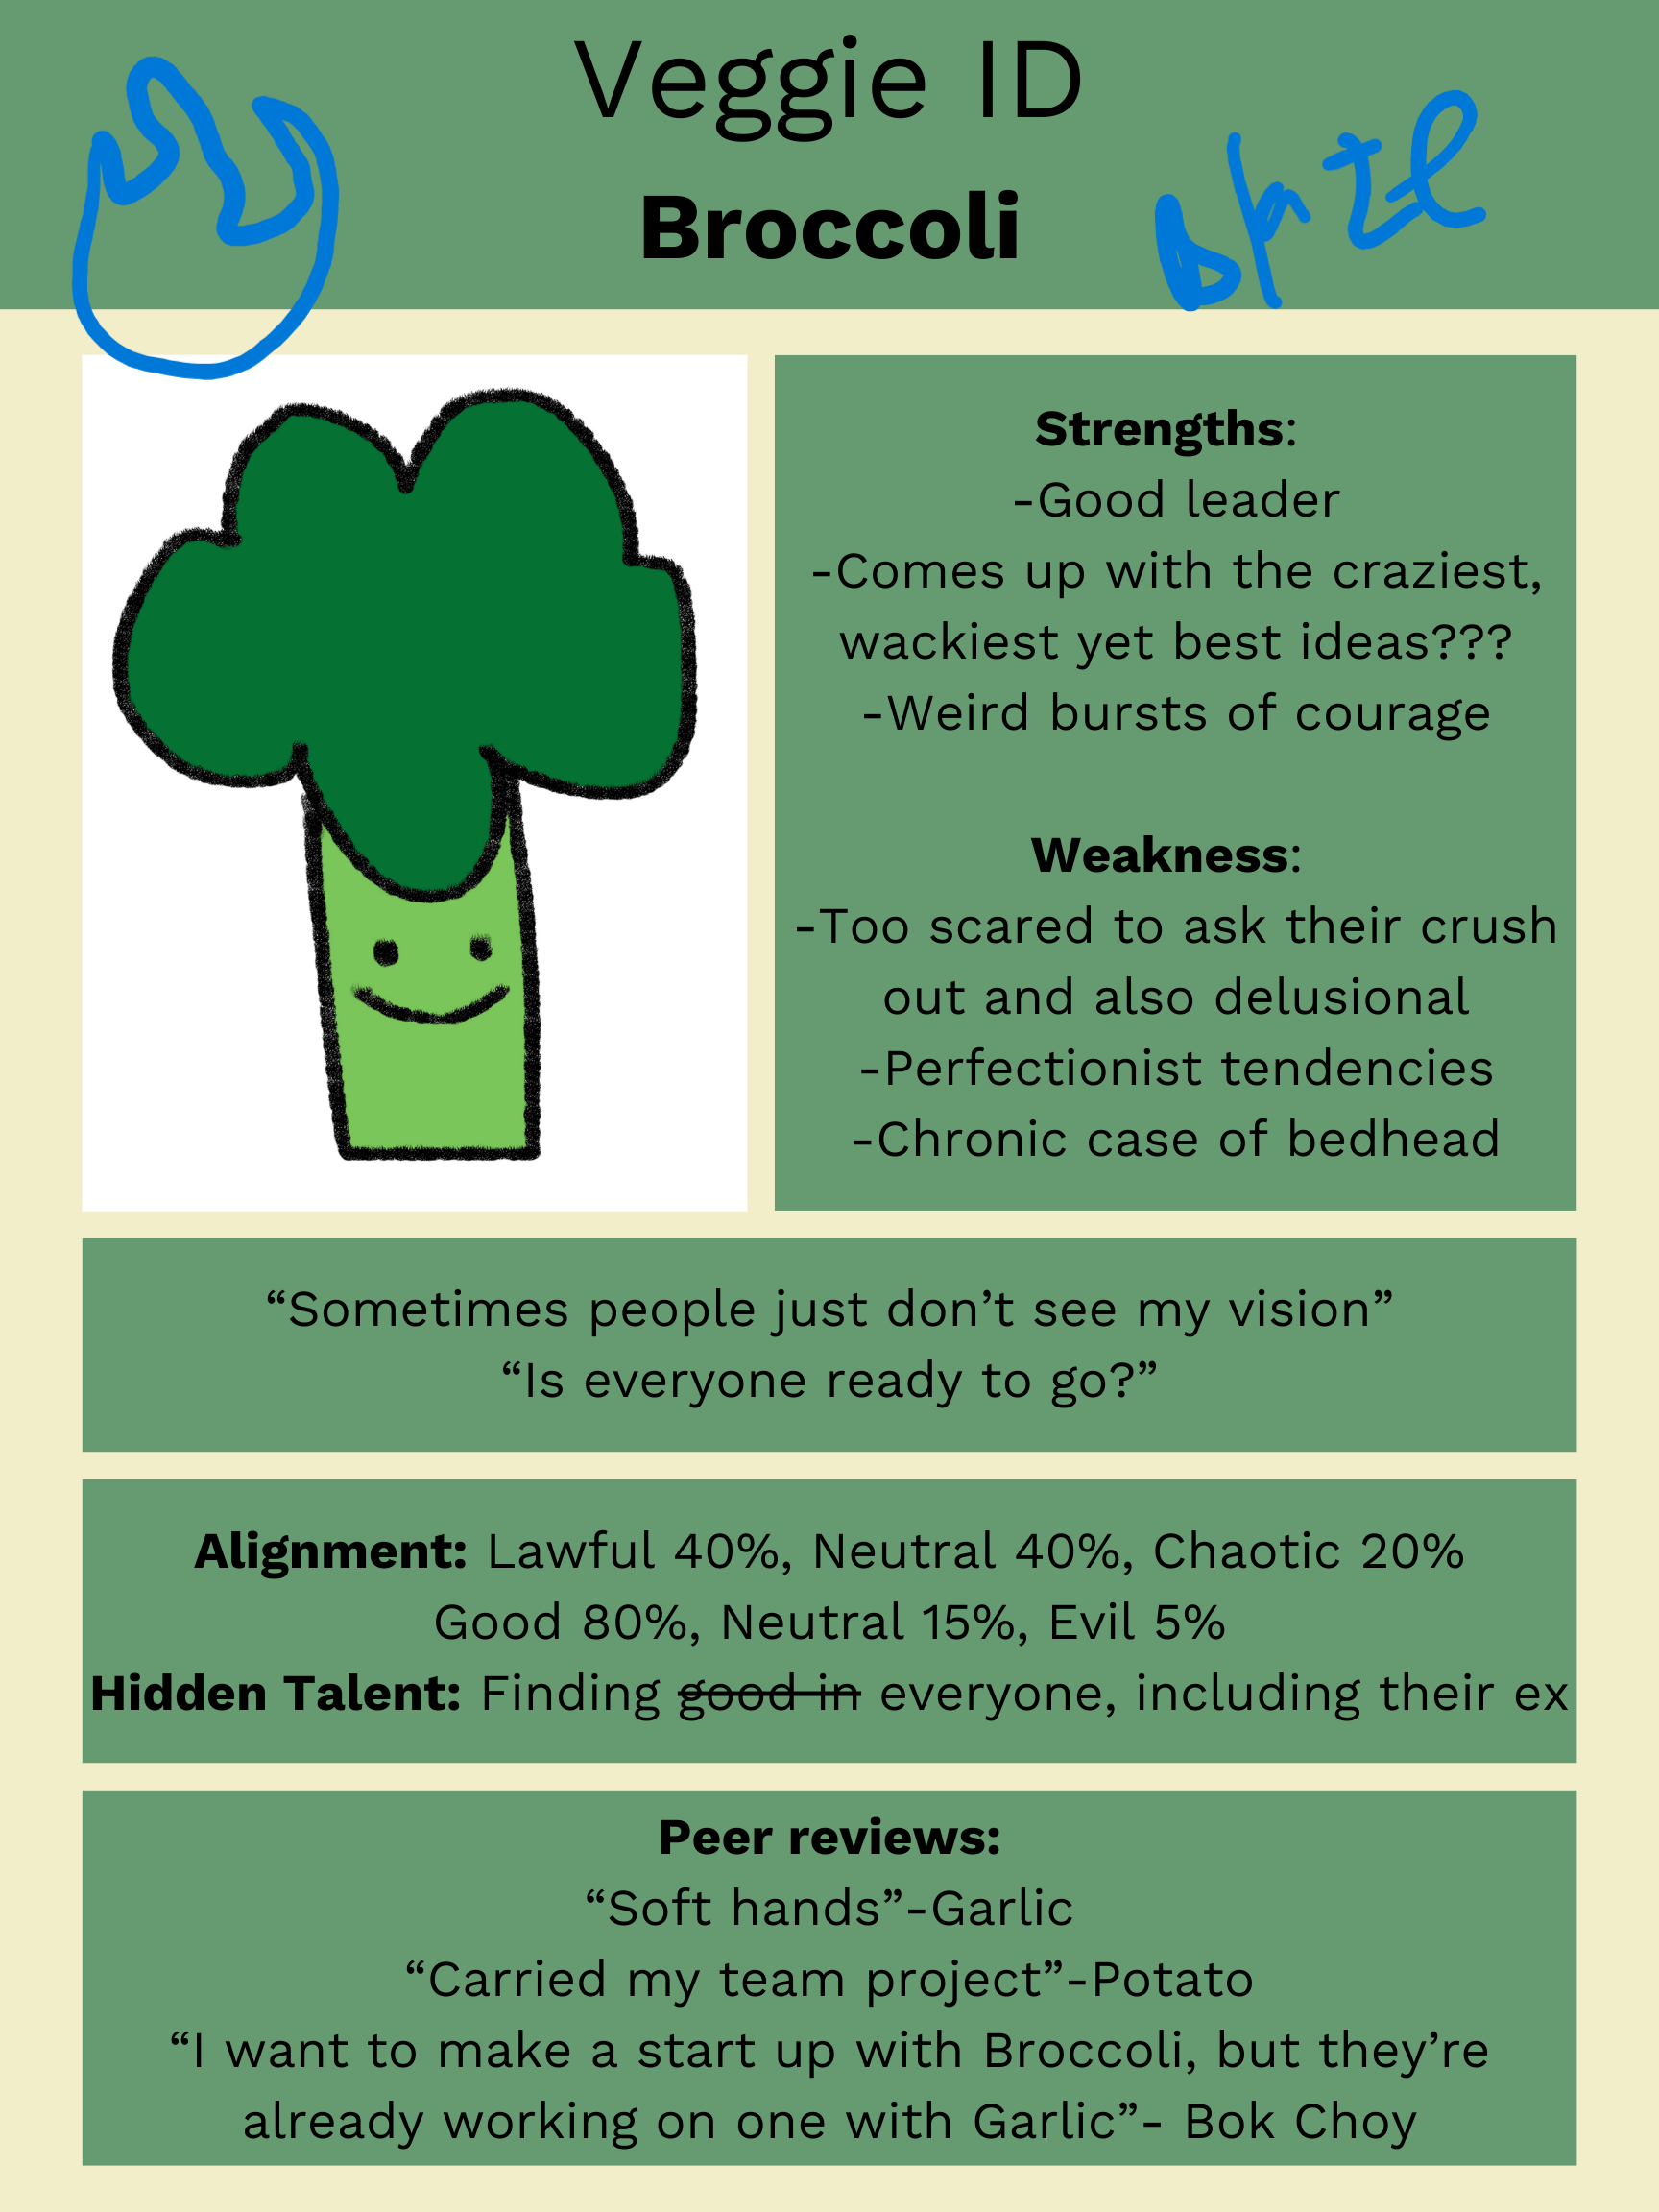 Veggie ID
Broccoli
Blaze
Strengths:
-Good leader
-Comes up with the craziest,
wackiest yet best ideas???
-Weird bursts of courage
Weakness:
-Too scared to ask their crush
out and also delusional
-Perfectionist tendencies
-Chronic case of bedhead
“Sometimes people just don’t see my vision”
“Is everyone ready to go?”
Alignment: Lawful 40%, Neutral 40%, Chaotic 20%
Good 80%, Neutral 15%, Evil 5%
Hidden Talent: Finding good in everyone, including their ex
Peer reviews:
“Soft hands”-Garlic
“Carried my team project”-Potato
“I want to make a start up with Broccoli, but they’re
already working on one with Garlic”- Bok Choy